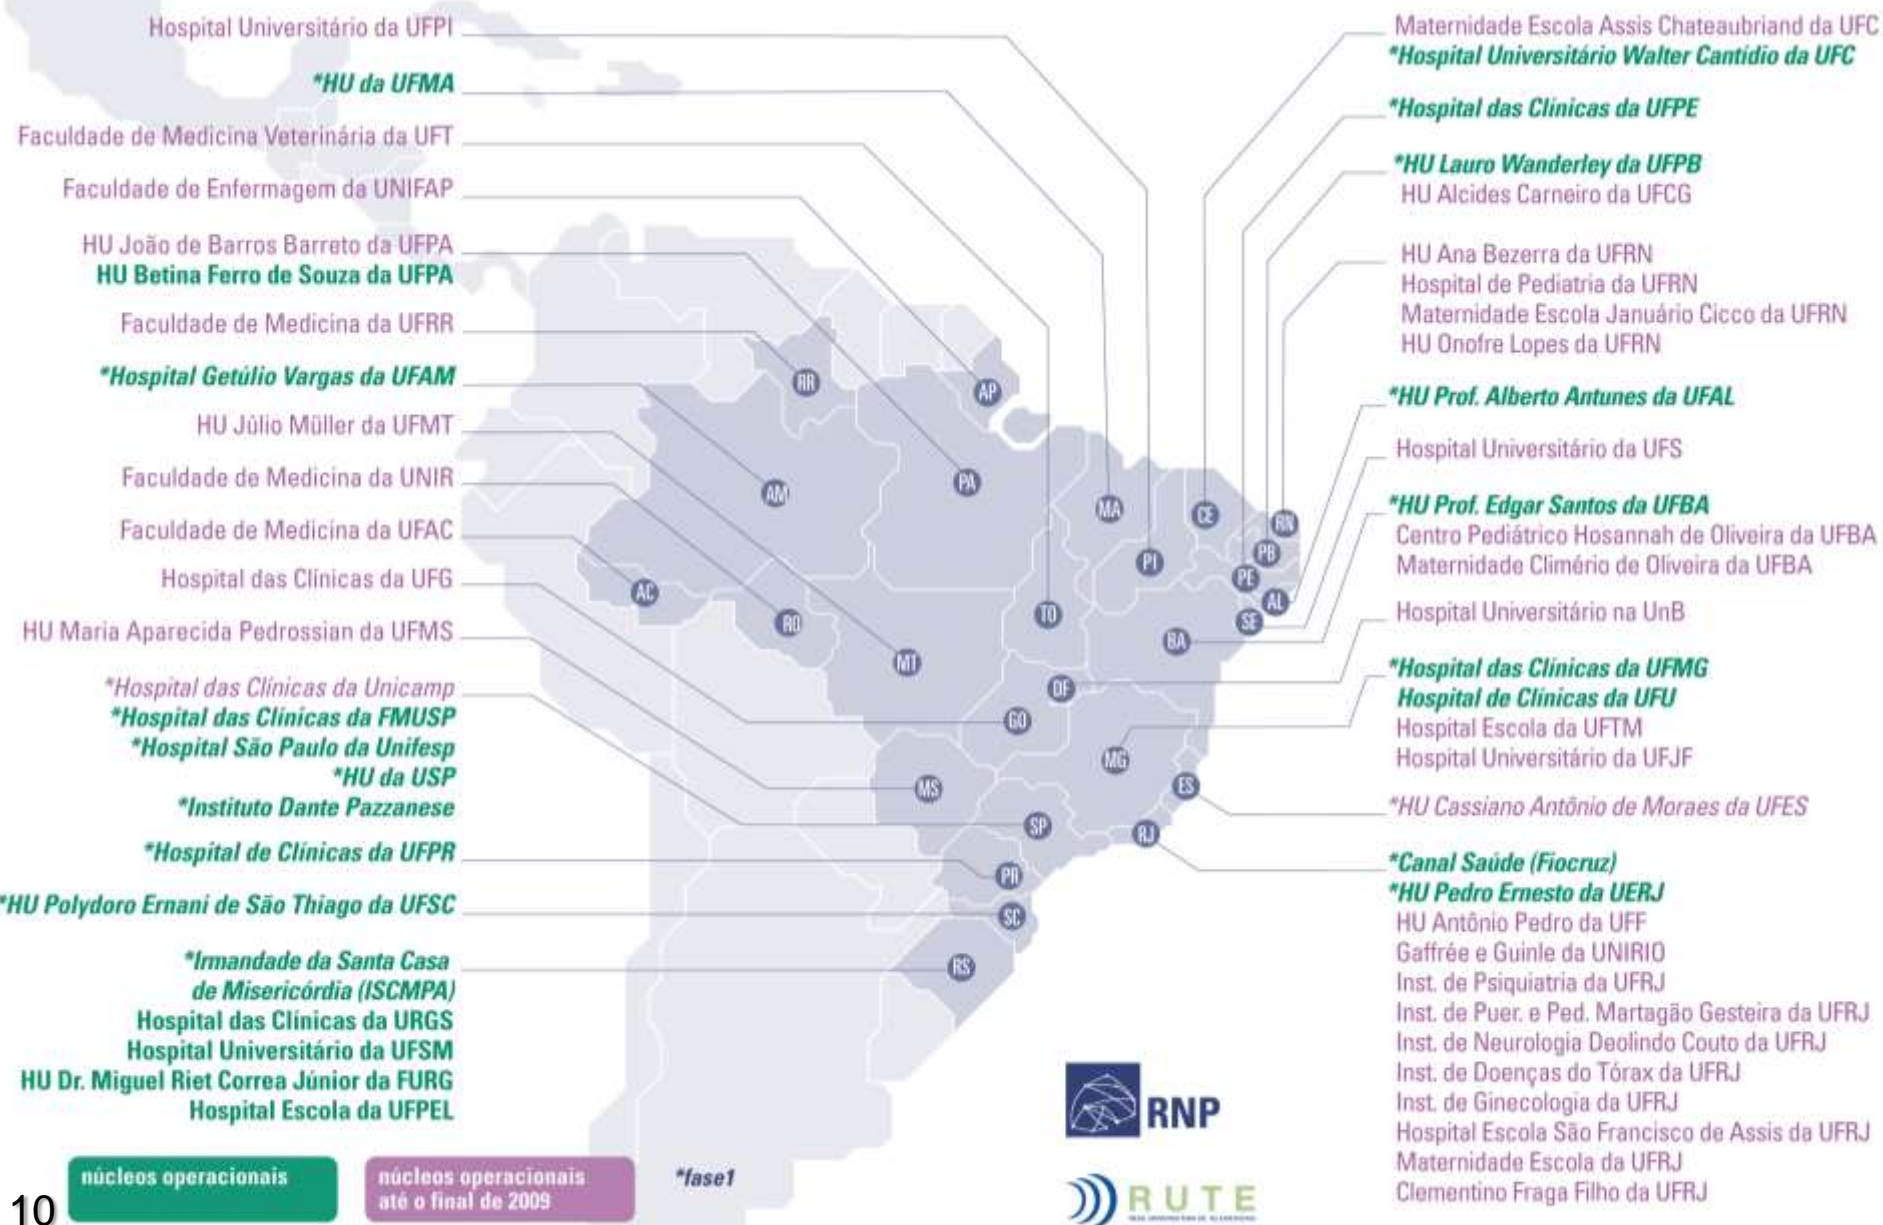 Hospital Universitário da UFPI
*HU da UFMA
Faculdade de Medicina Veterinária da UFT
Faculdade de Enfermagem da UNIFAP
HU João de Barros Barreto da UFPA
HU Betina Ferro de Souza da UFPA
Faculdade de Medicina da UFRR
*Hospital Getúlio Vargas da UFAM
HU Júlio Müller da UFMT
Faculdade de Medicina da UNIR
Faculdade de Medicina da UFAC
Hospital das Clínicas da UFG
HU Maria Aparecida Pedrossian da UFMS
*Hospital das Clínicas da Unicamp
*Hospital das Clínicas da FMUSP
*Hospital São Paulo da Unifesp
*HU da USP
*Instituto Dante Pazzanese
*Hospital de Clínicas da UFPR
*HU Polydoro Ernani de São Thiago da UFSC
*Irmandade da Santa Casa
de Misericórdia (ISCMPA)
Hospital das Clínicas da URGS
Hospital Universitário da UFSM
HU Dr. Miguel Riet Correa Júnior da FURG
Hospital Escola da UFPEL
RR
AP
AM
PA
MA
CE
RN
PB
PI
PE
AC
AL
RO
TO
SE
BA
MT
DF
GO
MG
MS
ES
SP
RJ
PR
SC
RS
Maternidade Escola Assis Chateaubriand da UFC
*Hospital Universitário Walter Cantídio da UFC
*Hospital das Clínicas da UFPE
*HU Lauro Wanderley da UFPB
HU Alcides Carneiro da UFCG
HU Ana Bezerra da UFRN
Hospital de Pediatria da UFRN
Maternidade Escola Januário Cicco da UFRN
HU Onofre Lopes da UFRN
*HU Prof. Alberto Antunes da UFAL
Hospital Universitário da UFS
*HU Prof. Edgar Santos da UFBA
Centro Pediátrico Hosannah de Oliveira da UFBA
Maternidade Climério de Oliveira da UFBA
Hospital Universitário na UnB
*Hospital das Clínicas da UFMG
Hospital de Clínicas da UFU
Hospital Escola da UFTM
Hospital Universitário da UFJF
*HU Cassiano Antônio de Moraes da UFES
*Canal Saúde (Fiocruz)
*HU Pedro Ernesto da UERJ
HU Antônio Pedro da UFF
Gaffrée e Guinle da UNIRIO
Inst. de Psiquiatria da UFRJ
Inst. de Puer. e Ped. Martagão Gesteira da UFRJ
Inst. de Neurologia Deolindo Couto da UFRJ
Inst. de Doenças do Tórax da UFRJ
Inst. de Ginecologia da UFRJ
Hospital Escola São Francisco de Assis da UFRJ
Maternidade Escola da UFRJ
Clementino Fraga Filho da UFRJ
RNP
RUTE
núcleos operacionais
núcleos operacionais
até o final de 2009
*fase1
10